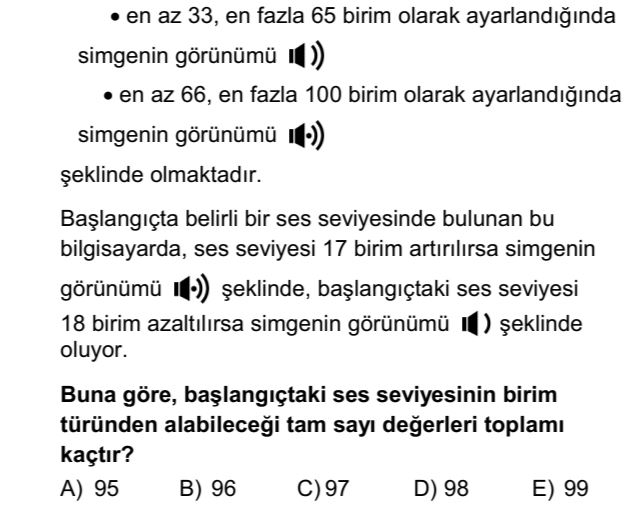 • en az 33, en fazla 65 birim olarak ayarlandığında
simgenin görünümü
• en az 66, en fazla 100 birim olarak ayarlandığında
simgenin görünümü
şeklinde olmaktadır.
Başlangıçta belirli bir ses seviyesinde bulunan bu
bilgisayarda, ses seviyesi 17 birim artırılırsa simgenin
görünümü şeklinde, başlangıçtaki ses seviyesi
18 birim azaltılırsa simgenin görünümü şeklinde
oluyor.
Buna göre, başlangıçtaki ses seviyesinin birim
türünden alabileceği tam sayı değerleri toplamı
kaçtır?
A) 95 B) 96 C) 97 D) 98 E) 99